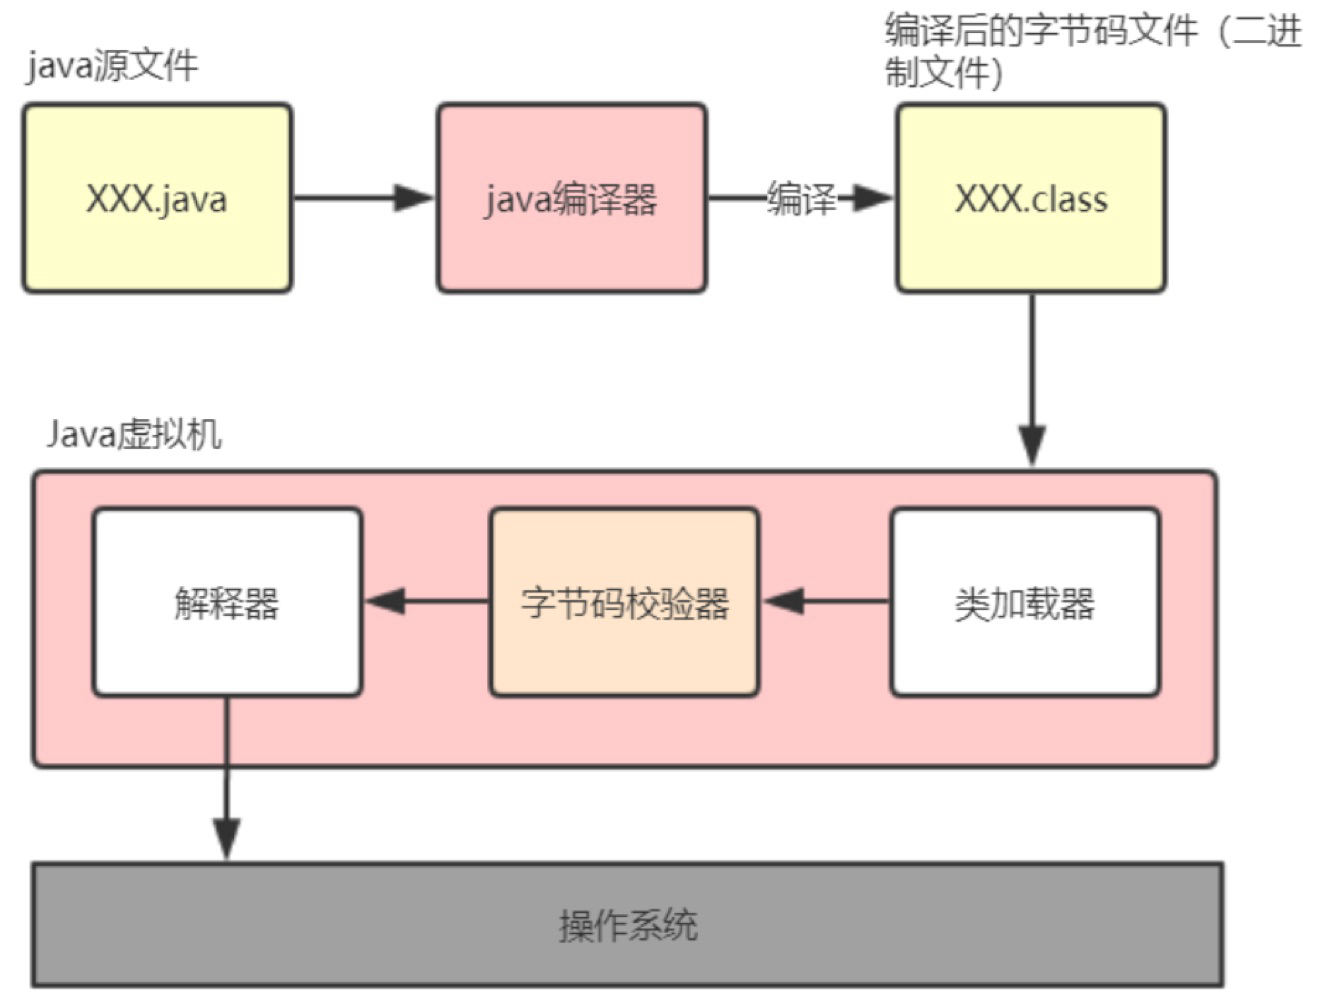 java源文件
编译后的字节码文件（二进
制文件）
XXX.java
java编译器
编译
XXX.class
Java虚拟机
解释器
字节码校验器
类加载器
操作系统